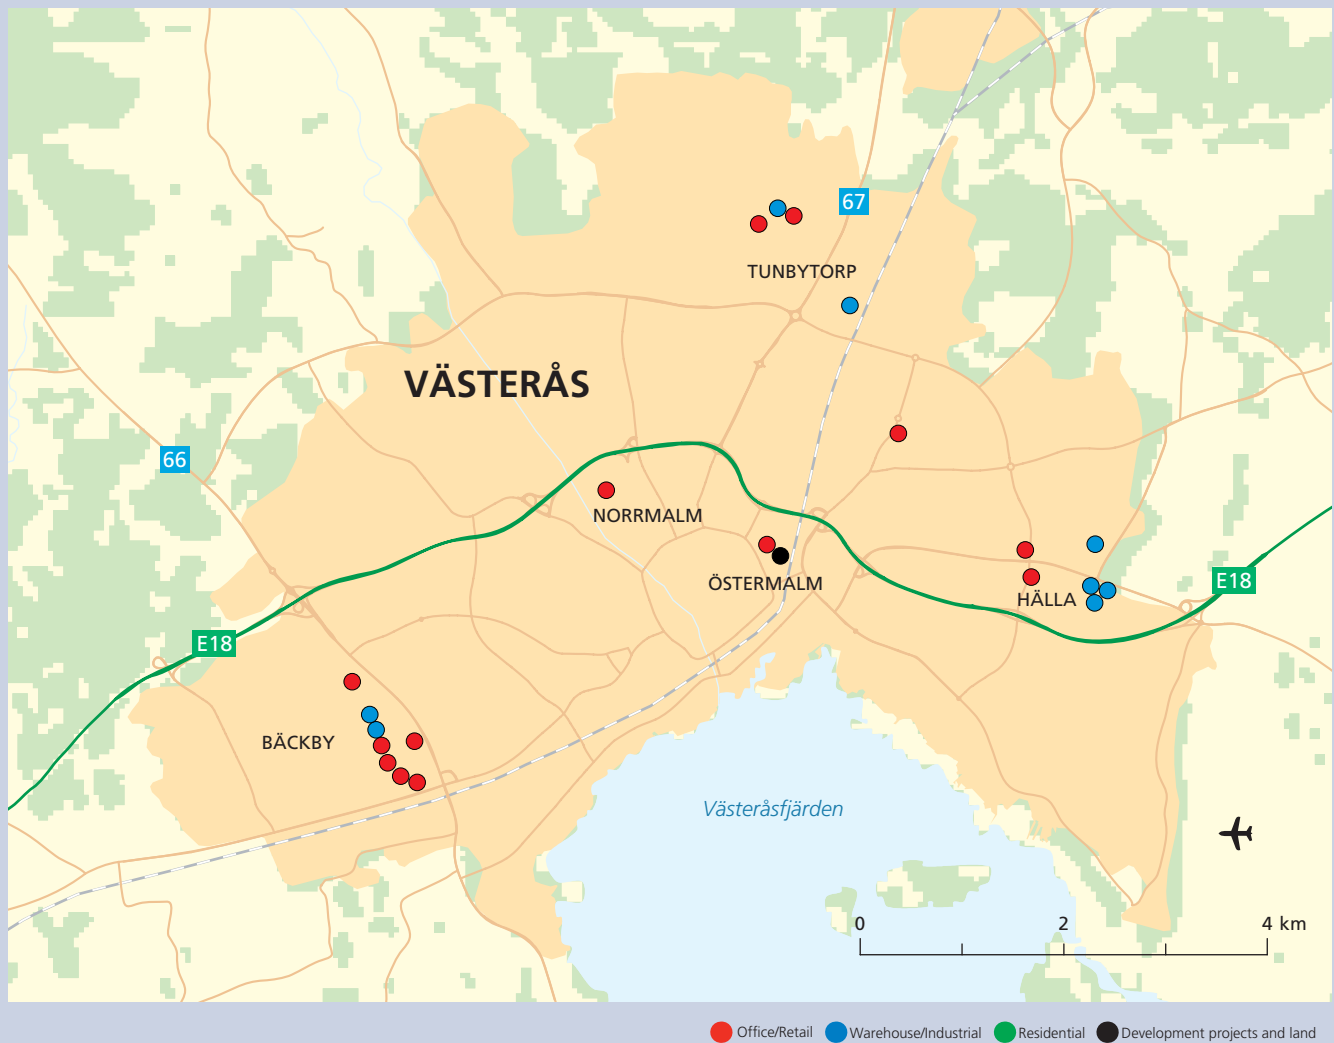 67
TUNBYTORP
VÄSTERÅS
66
NORRMALM
ÖSTERMALM
HÄLLA
E18
E18
BÄCKBY
Västeråsfjärden
0 2 4 km
Office/Retail Warehouse/Industrial Residential Development projects and land